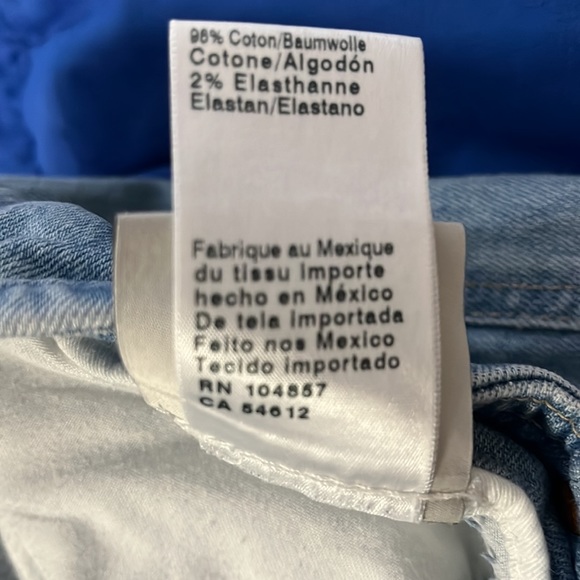 98% Coton/Baumwolle
Cotone/Algodón
2% Elasthanne
Elastan/Elastano
Fabrique au Mexique
du tissu importe
hecho en México
De tela importada
Feito nos Mexico
Tecido importado
RN 104857
CA 54612